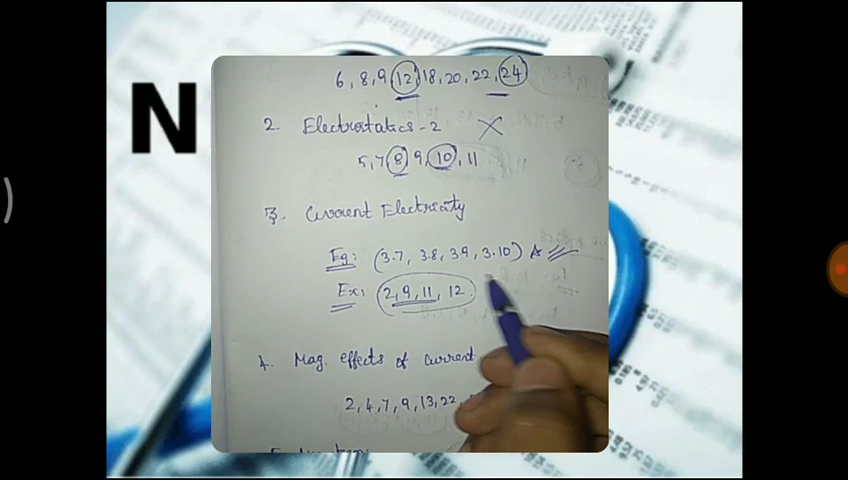 N
6, 8, 9, 12, 18, 20, 22, 24
2. Electrostatics - 2
5, 7, 8, 9, 10, 11
3. Current Electricity
Eg: (3.7, 3.8, 3.9, 3.10)
Ex: 2, 9, 11, 12.
4. Mag. effects of current
2, 4, 7, 9, 13, 22,